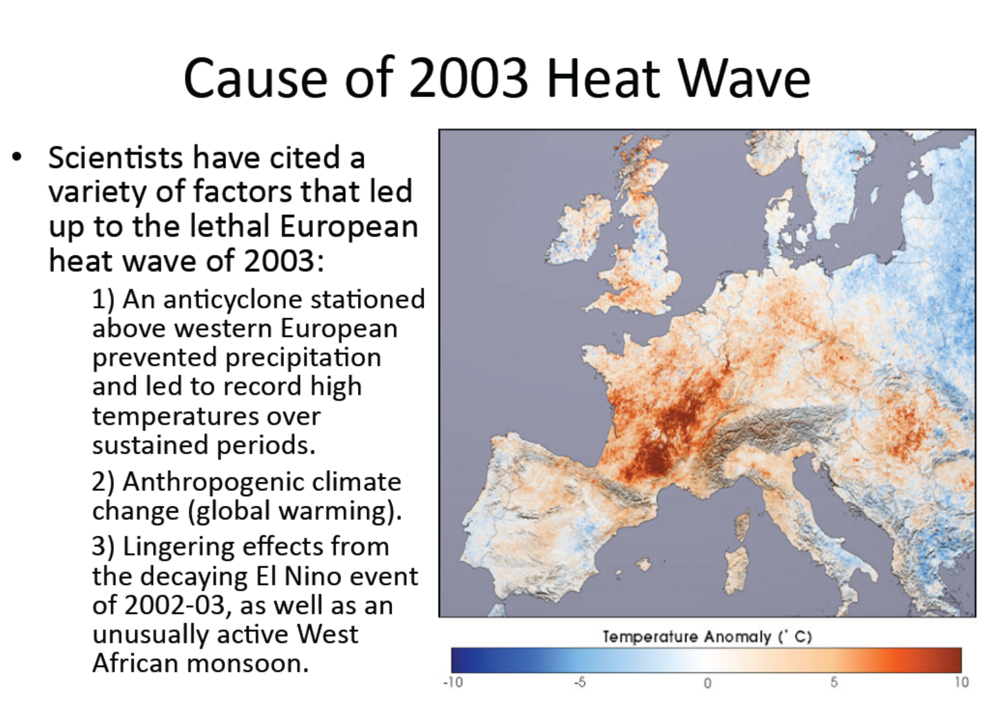 Cause of 2003 Heat Wave
• Scientists have cited a
variety of factors that led
up to the lethal European
heat wave of 2003:
1) An anticyclone stationed
above western European
prevented precipitation
and led to record high
temperatures over
sustained periods.
2) Anthropogenic climate
change (global warming).
3) Lingering effects from
the decaying El Nino event
of 2002-03, as well as an
unusually active West
African monsoon.
Temperature Anomaly (° C)
-10 -5 0 5 10